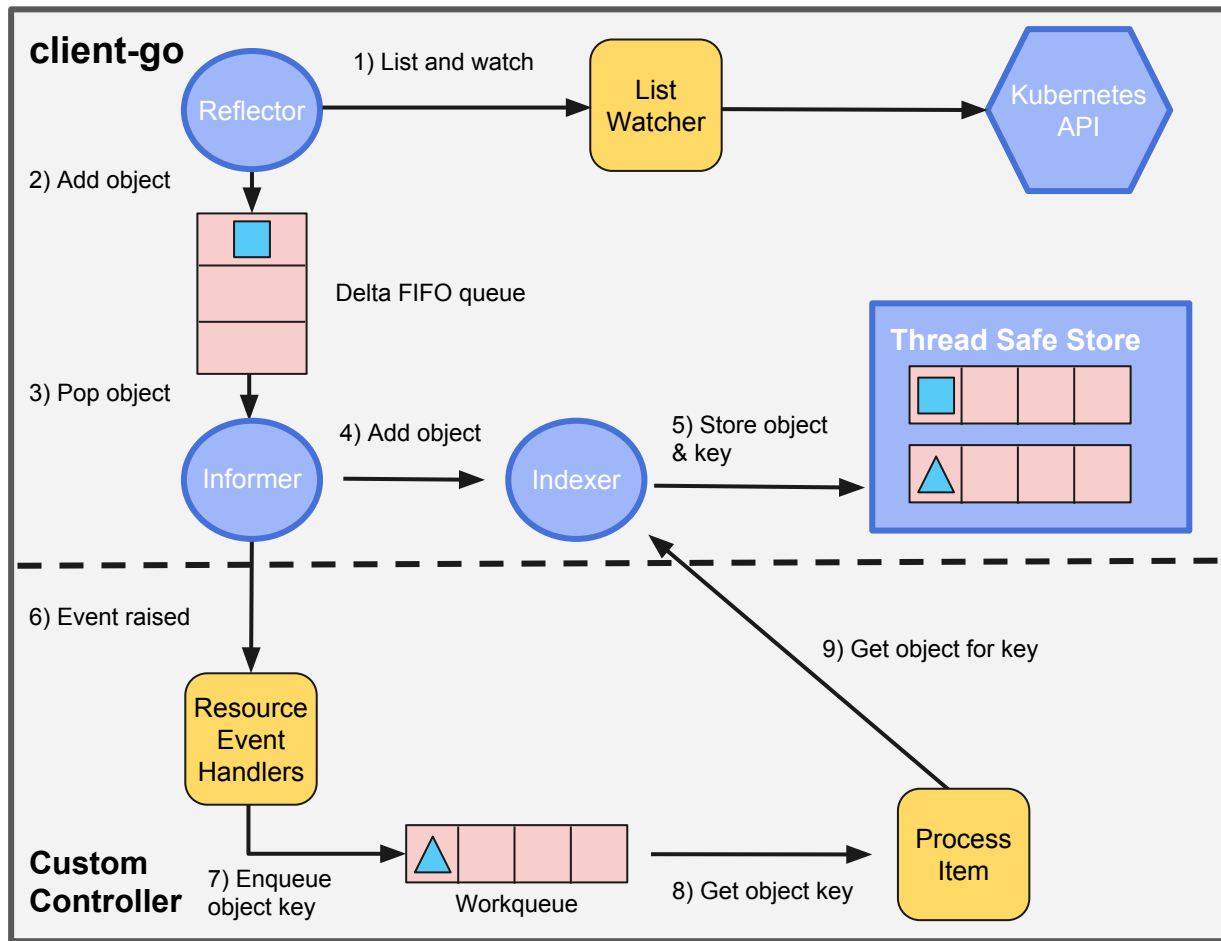 client-go
1) List and watch
Reflector
List
Watcher
Kubernetes
API
2) Add object
Delta FIFO queue
Thread Safe Store
3) Pop object
4) Add object
5) Store object
& key
Informer
Indexer
6) Event raised
9) Get object for key
Resource
Event
Handlers
Process
Item
Custom
Controller
7) Enqueue
object key
Workqueue
8) Get object key